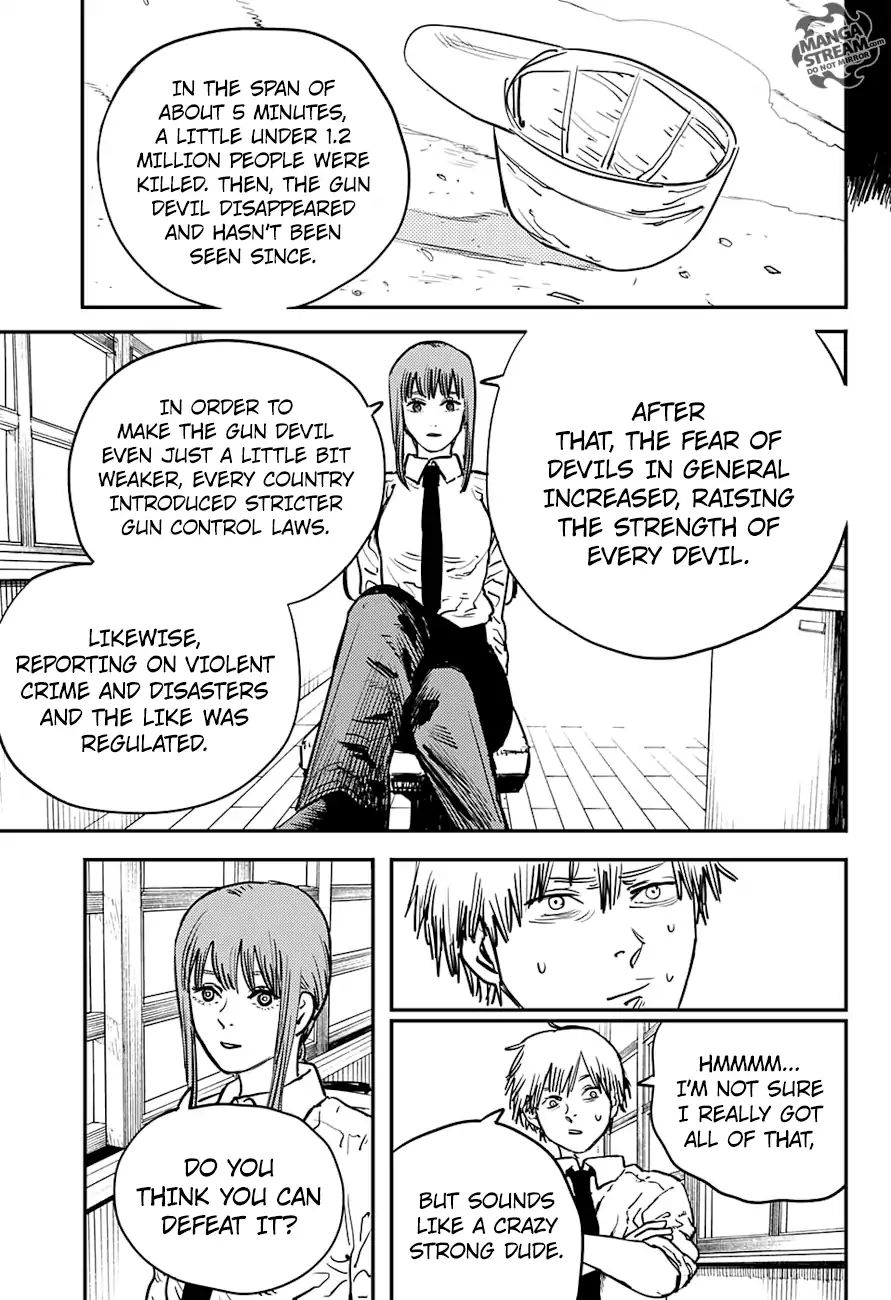 MANGA
STREAM.com
DO NOT MIRROR
IN THE SPAN OF
ABOUT 5 MINUTES,
A LITTLE UNDER 1.2
MILLION PEOPLE WERE
KILLED. THEN, THE GUN
DEVIL DISAPPEARED
AND HASN'T BEEN
SEEN SINCE.
AFTER
THAT, THE FEAR OF
DEVILS IN GENERAL
INCREASED, RAISING
THE STRENGTH OF
EVERY DEVIL.
IN ORDER TO
MAKE THE GUN DEVIL
EVEN JUST A LITTLE BIT
WEAKER, EVERY COUNTRY
INTRODUCED STRICTER
GUN CONTROL LAWS.
LIKEWISE,
REPORTING ON VIOLENT
CRIME AND DISASTERS
AND THE LIKE WAS
REGULATED.
HMMMM...
I'M NOT SURE
I REALLY GOT
ALL OF THAT,
BUT SOUNDS
LIKE A CRAZY
STRONG DUDE.
DO YOU
THINK YOU CAN
DEFEAT IT?